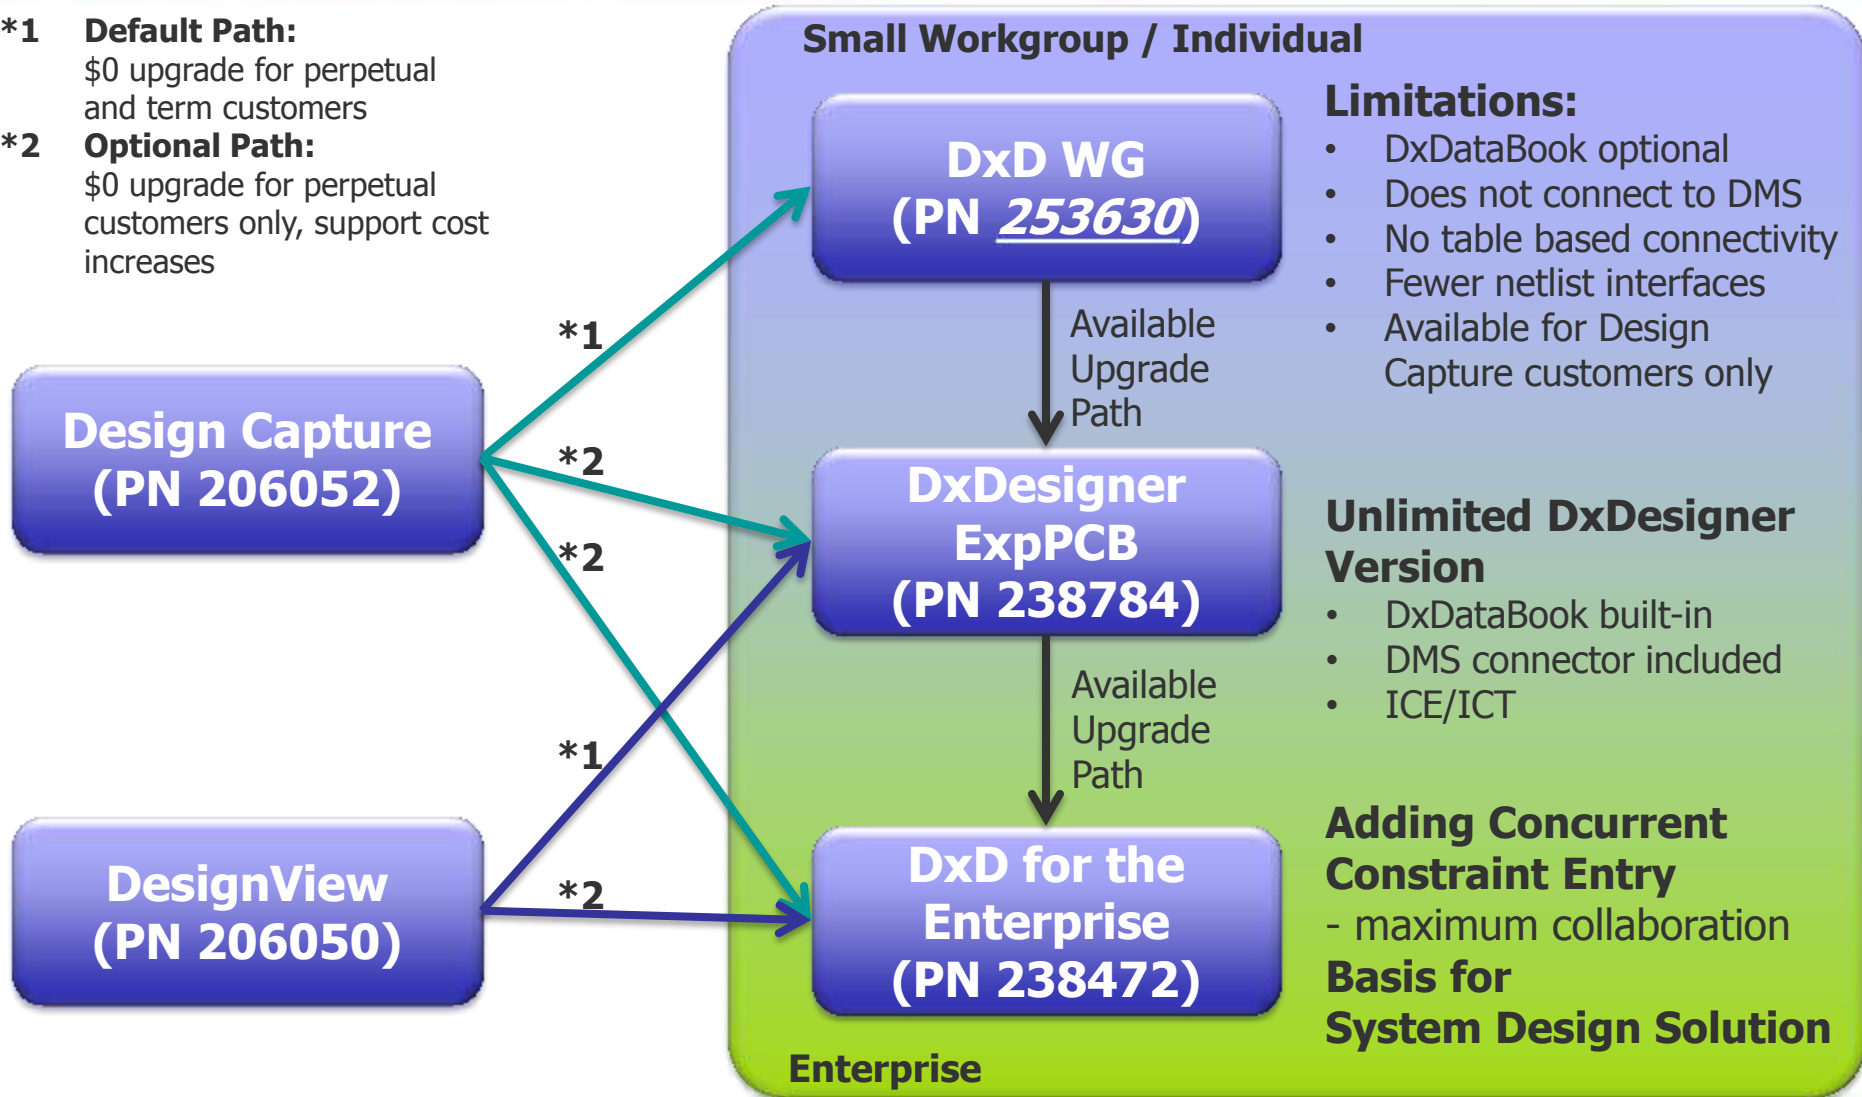 *1 Default Path:
$0 upgrade for perpetual
and term customers
*2 Optional Path:
$0 upgrade for perpetual
customers only, support cost
increases
Design Capture
(PN 206052)
DesignView
(PN 206050)
*1
*2
*2
*1
*2
Small Workgroup / Individual
DxD WG
(PN 253630)
Available
Upgrade
Path
DxDesigner
ExpPCB
(PN 238784)
Available
Upgrade
Path
DxD for the
Enterprise
(PN 238472)
Enterprise
Limitations:
• DxDataBook optional
• Does not connect to DMS
• No table based connectivity
• Fewer netlist interfaces
• Available for Design
Capture customers only
Unlimited DxDesigner
Version
• DxDataBook built-in
• DMS connector included
• ICE/ICT
Adding Concurrent
Constraint Entry
- maximum collaboration
Basis for
System Design Solution